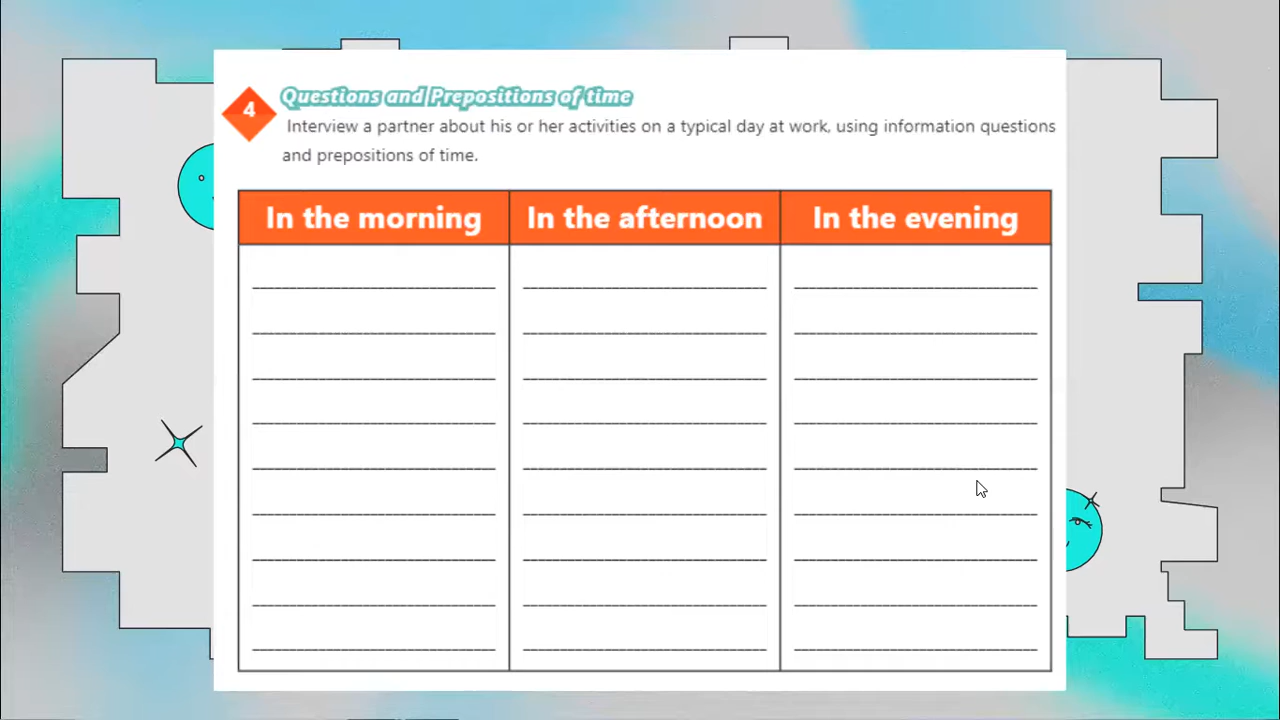 4
Questions and Prepositions of time
Interview a partner about his or her activities on a typical day at work, using information questions
and prepositions of time.
In the morning
In the afternoon
In the evening